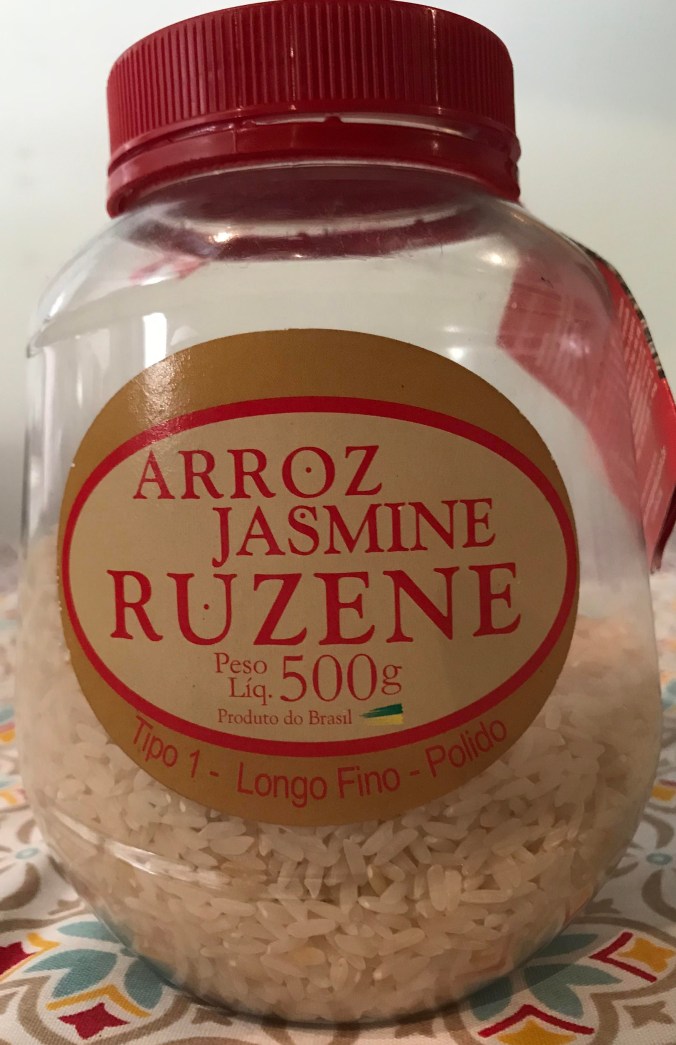 ARROZ
JASMINE
RUZENE
Peso
Líq. 500g
Produto do Brasil
Tipo 1 - Longo Fino - Polido